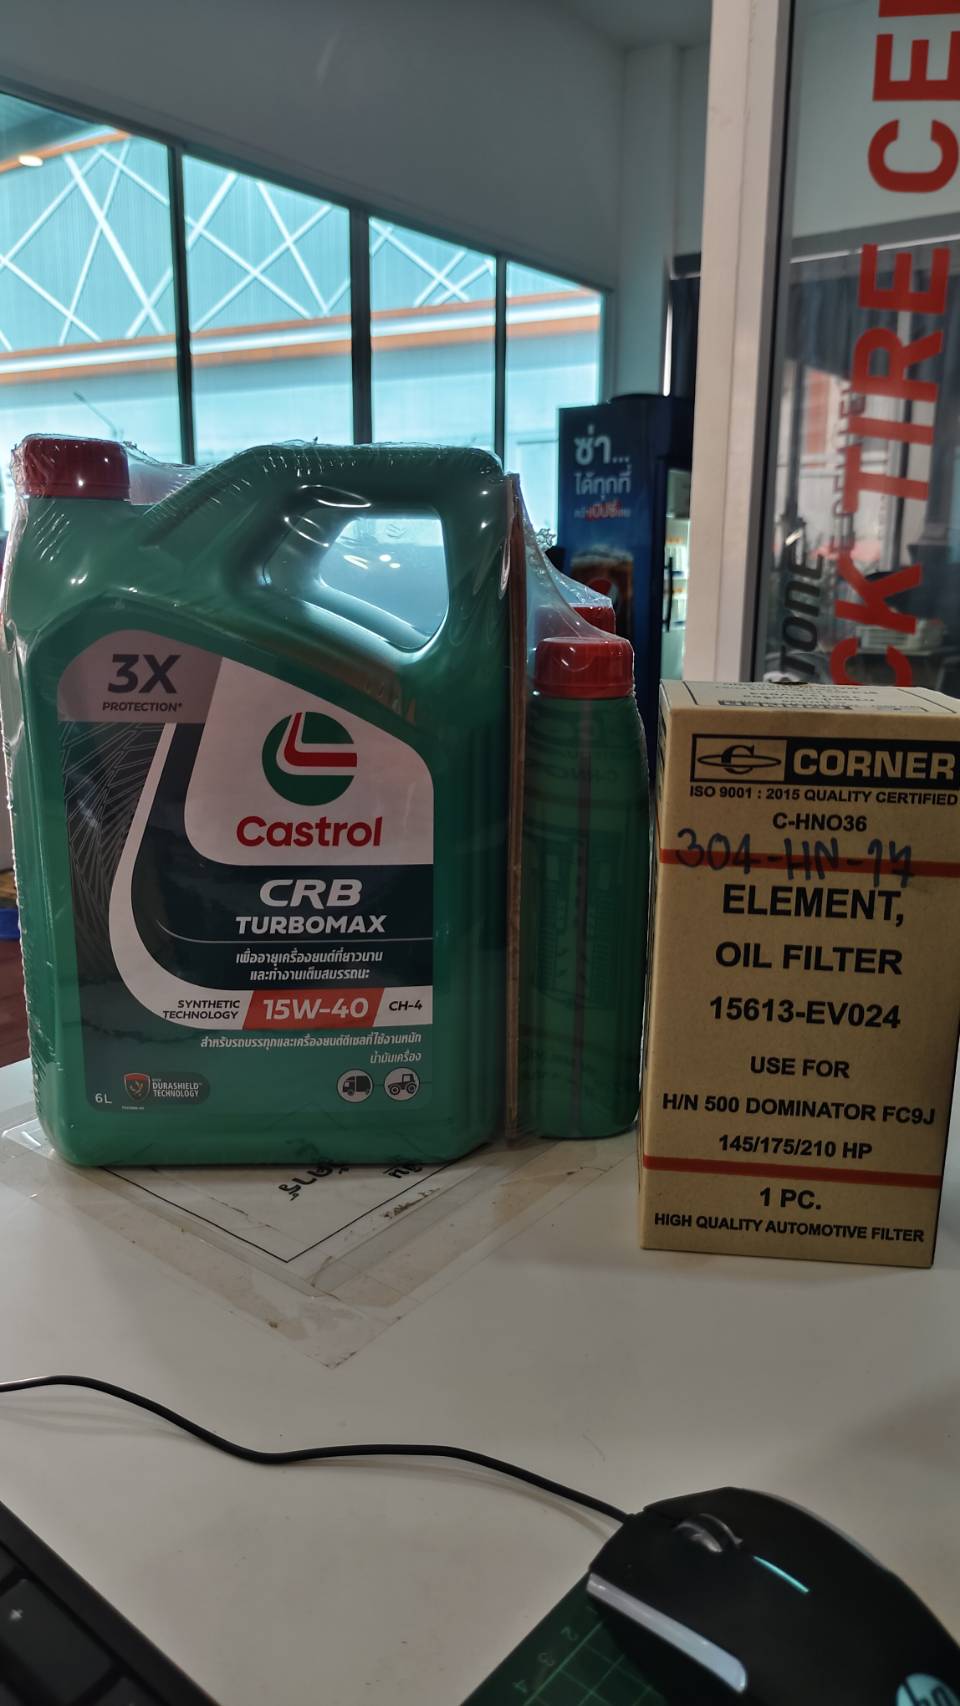 3X
PROTECTION*
Castrol
CRB
TURBOMAX
เพื่ออายุเครื่องยนต์ที่ยาวนาน
และทำงานเต็มสมรรถนะ
SYNTHETIC
TECHNOLOGY
15W-40
CH-4
สำหรับรถบรรทุกและเครื่องยนต์ดีเซลที่ใช้งานหนัก
น้ำมันเครื่อง
6L
DURASHIELD™
TECHNOLOGY
ซ่า...
ได้ทุกที่
CK TIRE CE
TONE
C CORNER
ISO 9001 : 2015 QUALITY CERTIFIED
C-HNO36
304-HN-17
ELEMENT,
OIL FILTER
15613-EV024
USE FOR
H/N 500 DOMINATOR FC9J
145/175/210 HP
1 PC.
HIGH QUALITY AUTOMOTIVE FILTER
2
3
4